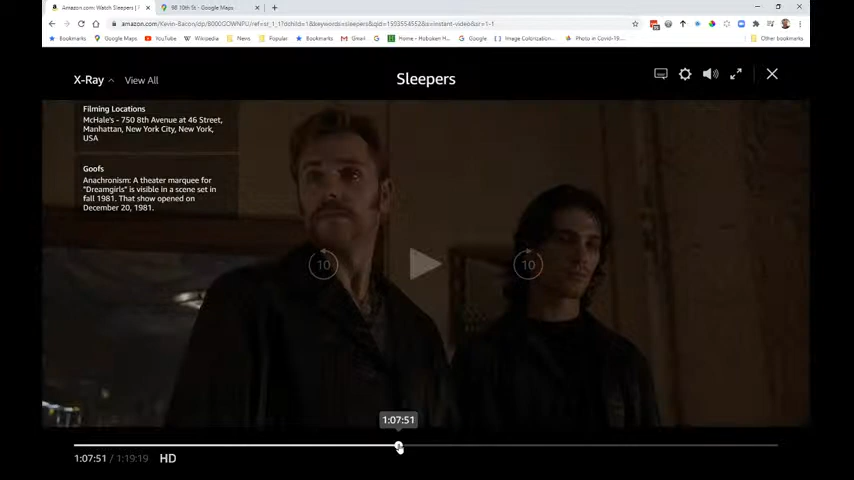 Amazon.com: Watch Sleepers |
98 10th St - Google Maps
amazon.com/Kevin-Bacon/dp/B000GOWNPU/ref=sr_1_1?dchild=1&keywords=sleepers&qid=1593554552&s=instant-video&sr=1-1
Bookmarks Google Maps YouTube Wikipedia News Popular Bookmarks Gmail Google Home - Hoboken H... Google Image Colorization... Photo in Covid-19... Other bookmarks
X-Ray View All
Sleepers
Filming Locations
McHale's - 750 8th Avenue at 46 Street,
Manhattan, New York City, New York,
USA
Goofs
Anachronism: A theater marquee for
"Dreamgirls" is visible in a scene set in
fall 1981. That show opened on
December 20, 1981.
10 10
1:07:51
1:07:51 / 1:19:19 HD